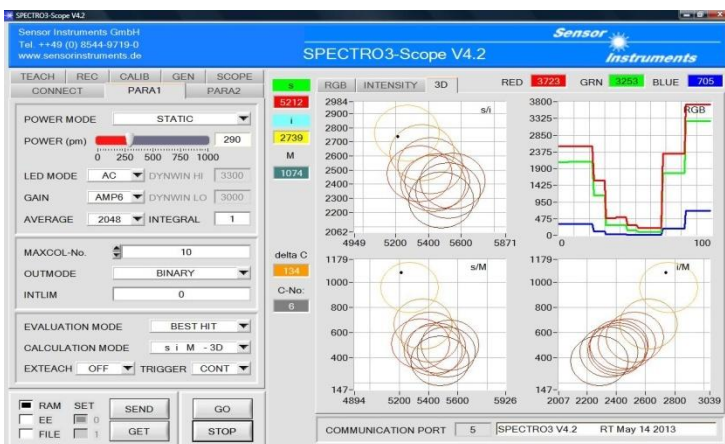 SPECTRO3-Scope V4.2
Sensor Instruments GmbH
Tel. ++49 (0) 8544-9719-0
www.sensorinstruments.de
SPECTRO3-Scope V4.2
Sensor
Instruments
TEACH REC CALIB GEN SCOPE
CONNECT PARA1 PARA2
POWER MODE STATIC
POWER (pm) 290
0 250 500 750 1000
LED MODE AC DYNWIN HI 3300
GAIN AMP6 DYNWIN LO 3000
AVERAGE 2048 INTEGRAL 1
MAXCOL-No. 10
OUTMODE BINARY
INTLIM 0
EVALUATION MODE BEST HIT
CALCULATION MODE s i M - 3D
EXTEACH OFF TRIGGER CONT
RAM SET SEND GO
EE 0
FILE 1 GET STOP
s
5212
i
2739
M
1074
delta C
134
C-No:
6
RGB INTENSITY 3D RED 3723 GRN 3253 BLUE 705
s/i
2984
2900
2800
2700
2600
2500
2400
2300
2200
2062
4949 5200 5400 5600 5871
RGB
3800
3325
2850
2375
1900
1425
950
475
0
0 100
s/M
1179
1000
800
600
400
147
4894 5200 5400 5600 5926
i/M
1179
1000
800
600
400
147
2007 2200 2400 2600 2800 3039
COMMUNICATION PORT 5 SPECTRO3 V4.2 RT May 14 2013